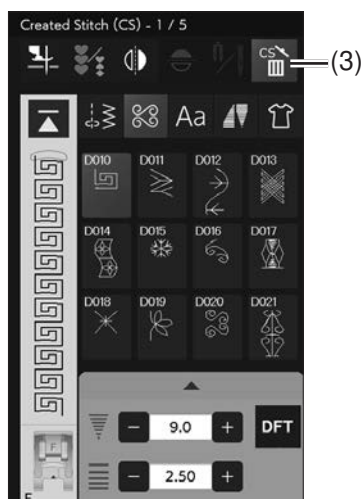 Created Stitch (CS) - 1 / 5
CS
(3)
Aa
D010 D011 D012 D013
D014 D015 D016 D017
D018 D019 D020 D021
9.0
DFT
F
2.50
F